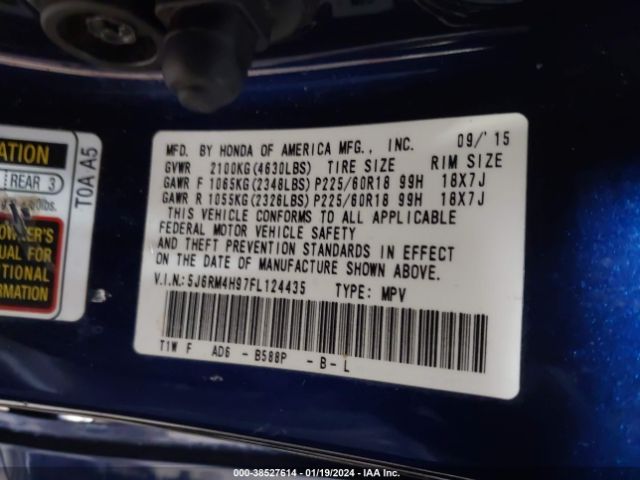 ATION
REAR 3
T0A A5
OWNER'S
UAL FOR
ITIONAL
ORMATION
MFD. BY HONDA OF AMERICA MFG., INC. 09/'15
GVWR 2100KG(4630LBS) TIRE SIZE RIM SIZE
GAWR F 1065KG(2348LBS) P225/60R18 99H 18X7J
GAWR R 1055KG(2326LBS) P225/60R18 99H 18X7J
THIS VEHICLE CONFORMS TO ALL APPLICABLE
FEDERAL MOTOR VEHICLE SAFETY
AND THEFT PREVENTION STANDARDS IN EFFECT
ON THE DATE OF MANUFACTURE SHOWN ABOVE.
V.I.N:5J6RM4H97FL124435 TYPE: MPV
T1W F AD6 - B588P - B - L
000-38527614 - 01/19/2024 - IAA Inc.